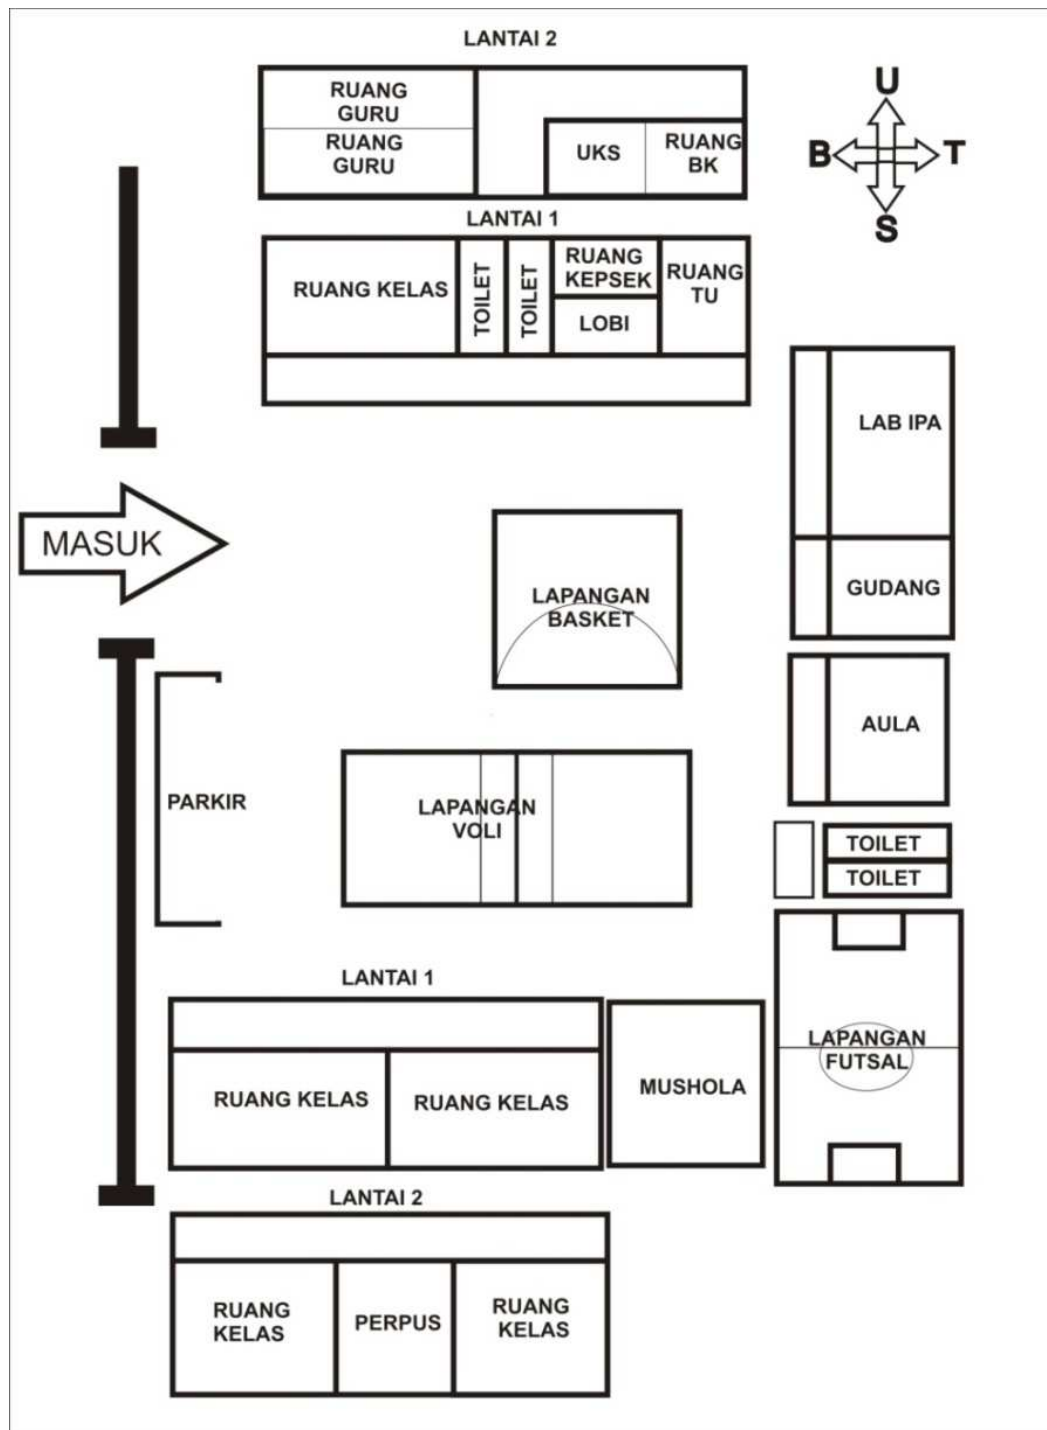 LANTAI 2
RUANG
GURU
RUANG
GURU
UKS
RUANG
BK
U
B
T
S
LANTAI 1
RUANG KELAS
TOILET
TOILET
RUANG
KEPSEK
LOBI
RUANG
TU
LAB IPA
GUDANG
MASUK
LAPANGAN
BASKET
AULA
PARKIR
LAPANGAN
VOLI
TOILET
TOILET
LANTAI 1
RUANG KELAS
RUANG KELAS
MUSHOLA
LAPANGAN
FUTSAL
LANTAI 2
RUANG
KELAS
PERPUS
RUANG
KELAS